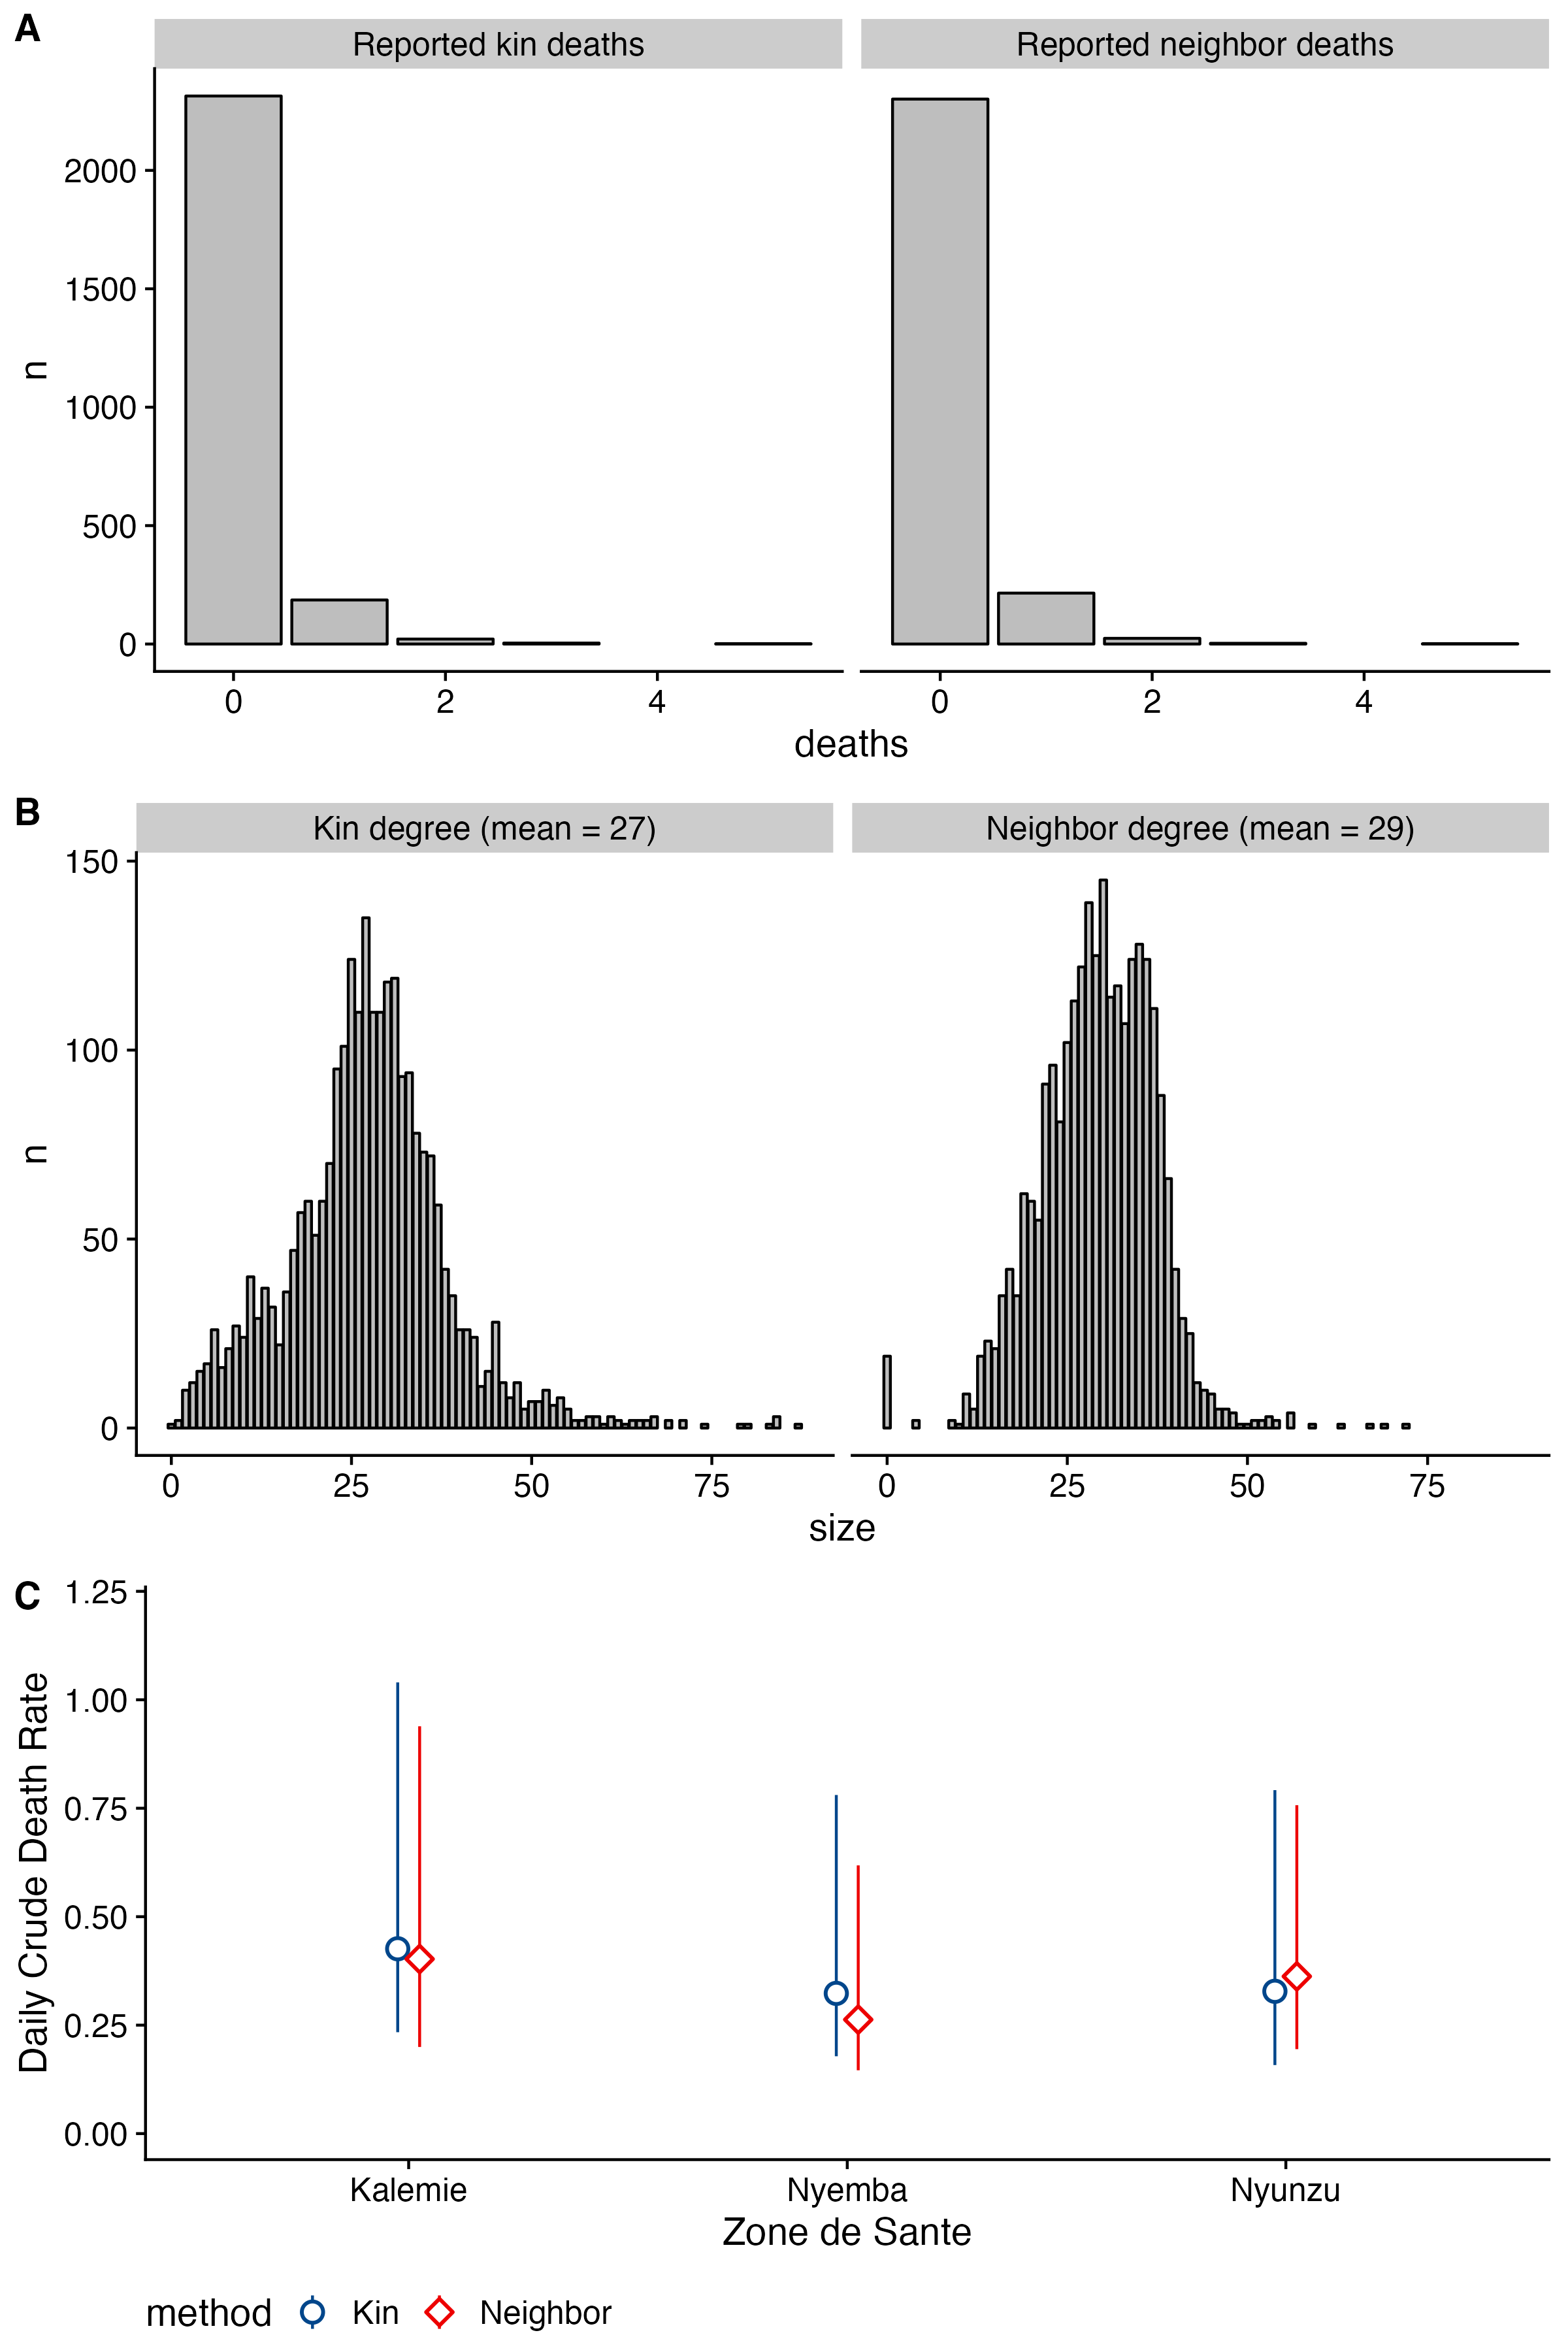 A
Reported kin deaths
Reported neighbor deaths
2000
1500
1000
500
0
n
0 2 4
0 2 4
deaths
B
Kin degree (mean = 27)
Neighbor degree (mean = 29)
150
100
50
0
n
0 25 50 75
0 25 50 75
size
C
1.25
1.00
0.75
0.50
0.25
0.00
Daily Crude Death Rate
Kalemie Nyemba Nyunzu
Zone de Sante
method Kin Neighbor